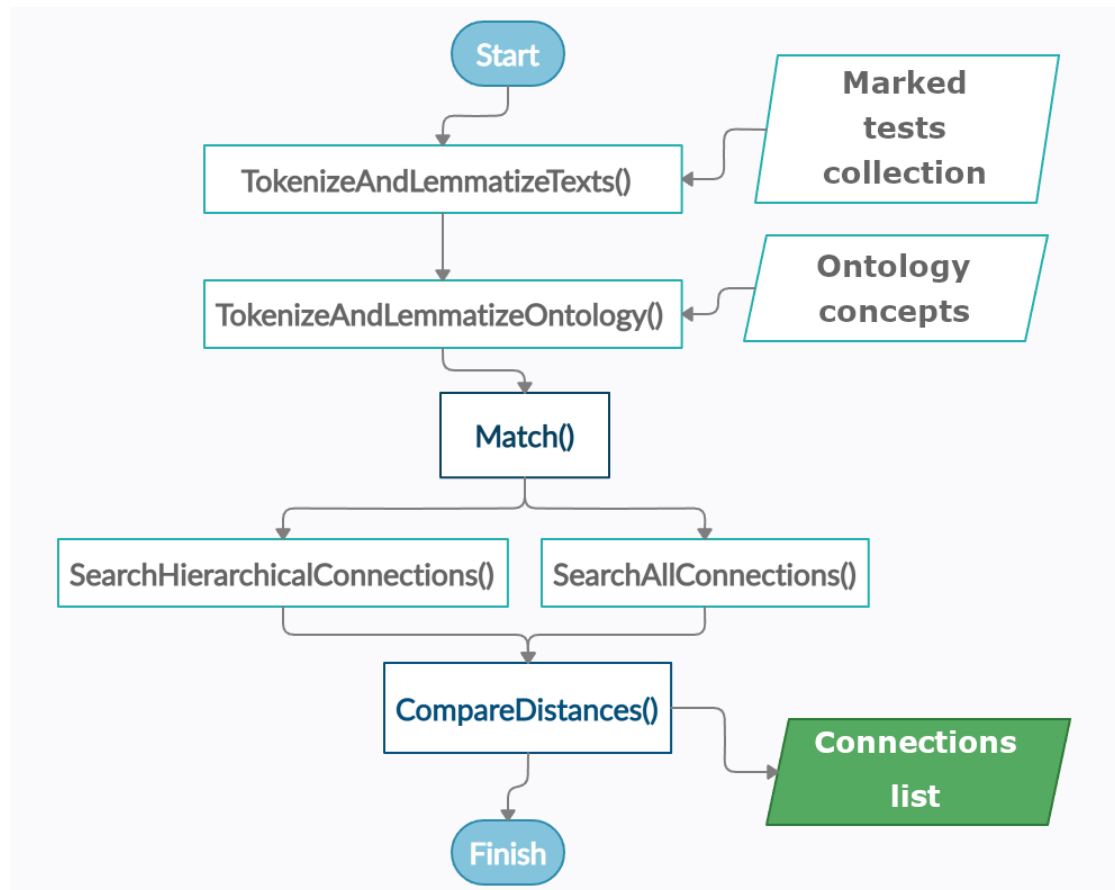 Start
Marked
tests
collection
TokenizeAndLemmatizeTexts()
Ontology
concepts
TokenizeAndLemmatizeOntology()
Match()
SearchHierarchicalConnections()
SearchAllConnections()
CompareDistances()
Connections
list
Finish